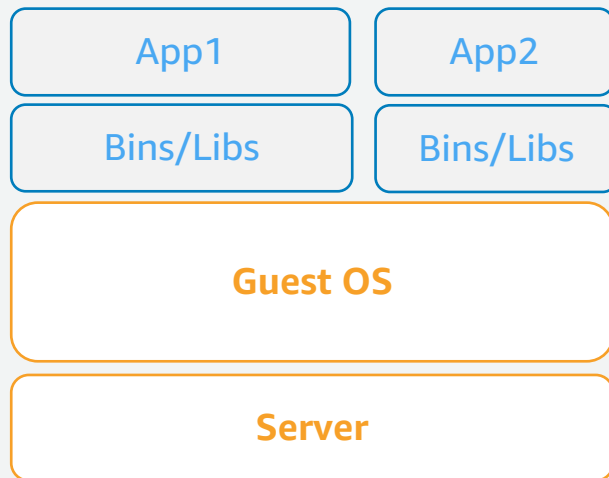 App1
App2
Bins/Libs
Bins/Libs
Guest OS
Server